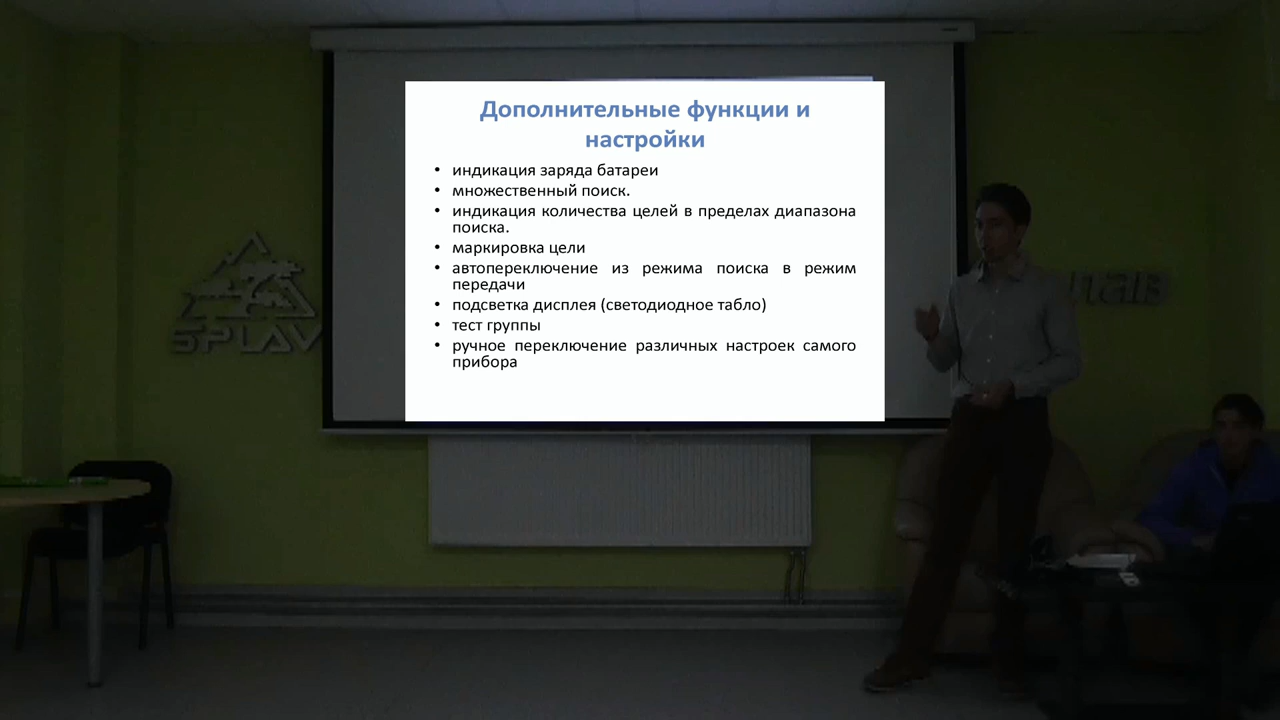 Дополнительные функции и
настройки
• индикация заряда батареи
• множественный поиск.
• индикация количества целей в пределах диапазона
поиска.
• маркировка цели
• автопереключение из режима поиска в режим
передачи
• подсветка дисплея (светодиодное табло)
• тест группы
• ручное переключение различных настроек самого
прибора
SPLAV